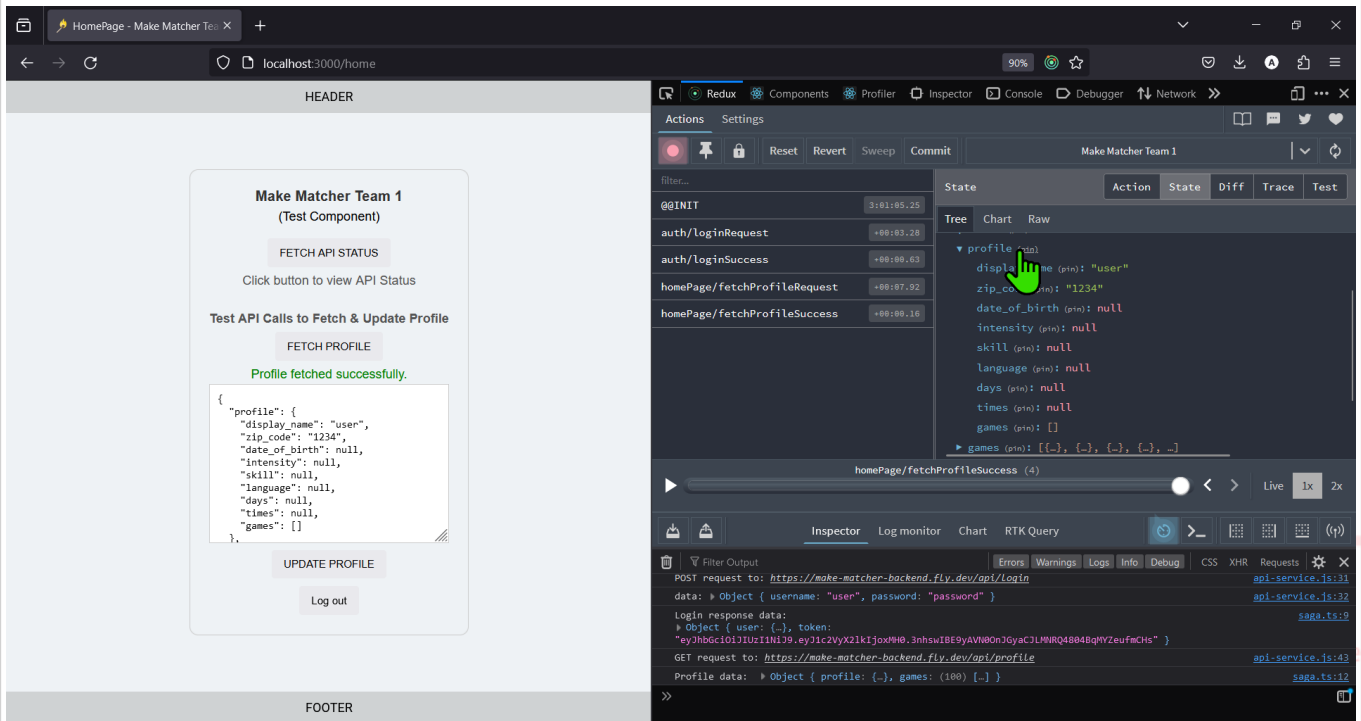 HomePage - Make Matcher Tea
localhost:3000/home
90%
HEADER
Make Matcher Team 1
(Test Component)
FETCH API STATUS
Click button to view API Status
Test API Calls to Fetch & Update Profile
FETCH PROFILE
Profile fetched successfully.
{
"profile": {
"display_name": "user",
"zip_code": "1234",
"date_of_birth": null,
"intensity": null,
"skill": null,
"language": null,
"days": null,
"times": null,
"games": []
},
UPDATE PROFILE
Log out
FOOTER
Redux Components Profiler Inspector Console Debugger Network
Actions Settings
Reset Revert Sweep Commit Make Matcher Team 1
filter...
@@INIT 3:01:05.25
auth/loginRequest +00:03.28
auth/loginSuccess +00:00.63
homePage/fetchProfileRequest +00:07.92
homePage/fetchProfileSuccess +00:00.16
State Action State Diff Trace Test
Tree Chart Raw
profile (pin)
display me (pin): "user"
zip_co pin): "1234"
date_of_birth (pin): null
intensity (pin): null
skill (pin): null
language (pin): null
days (pin): null
times (pin): null
games (pin): []
games (pin): [{…}, {…}, {…}, {…}, …]
homePage/fetchProfileSuccess (4)
Live 1x 2x
Inspector Log monitor Chart RTK Query
Filter Output Errors Warnings Logs Info Debug CSS XHR Requests
POST request to: https://make-matcher-backend.fly.dev/api/login api-service.js:31
data: Object { username: "user", password: "password" } api-service.js:32
Login response data: saga.ts:9
Object { user: {…}, token:
"eyJhbGciOiJIUzI1NiJ9.eyJ1c2VyX2lkIjoxMH0.3nhswIBE9yAVN0OnJGyaCJLMNRQ4804BqMYZeufmCHs" }
GET request to: https://make-matcher-backend.fly.dev/api/profile api-service.js:43
Profile data: Object { profile: {…}, games: (100) […] } saga.ts:12